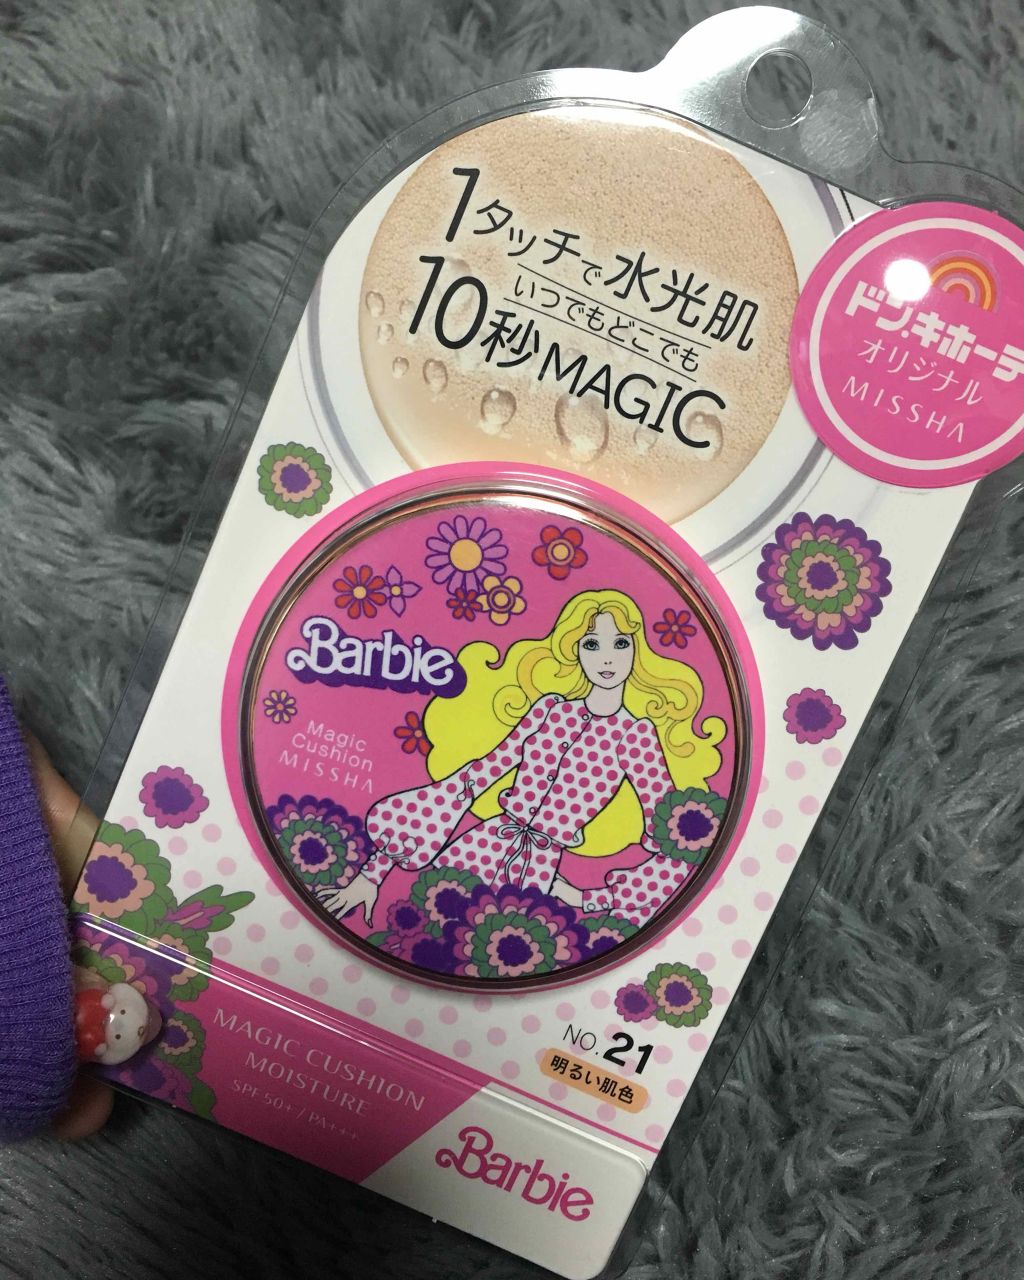 1タッチで水光肌
いつでもどこでも
10秒MAGIC
ドン.キホーテ
オリジナル
MISSHA
Barbie
Magic
Cushion
MISSHA
NO.21
明るい肌色
MAGIC CUSHION
MOISTURE
SPF 50+ / PA+++
Barbie